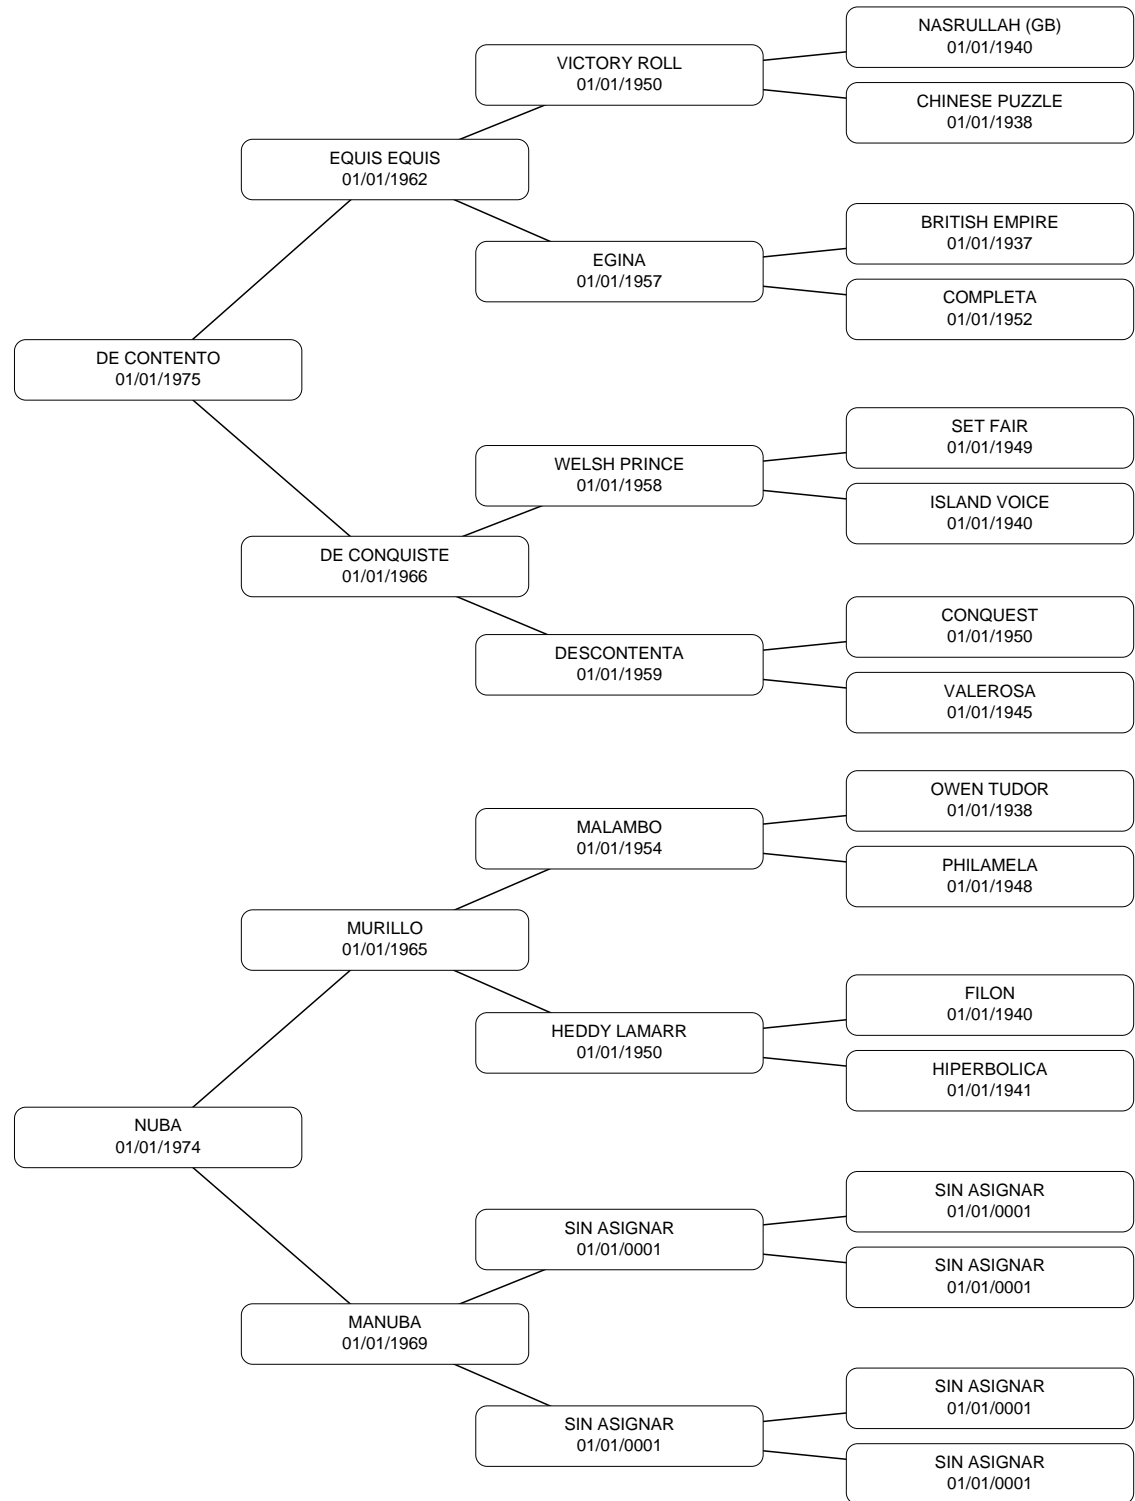 NASRULLAH (GB)
01/01/1940
VICTORY ROLL
01/01/1950
CHINESE PUZZLE
01/01/1938
EQUIS EQUIS
01/01/1962
BRITISH EMPIRE
01/01/1937
EGINA
01/01/1957
COMPLETA
01/01/1952
DE CONTENTO
01/01/1975
SET FAIR
01/01/1949
WELSH PRINCE
01/01/1958
ISLAND VOICE
01/01/1940
DE CONQUISTE
01/01/1966
CONQUEST
01/01/1950
DESCONTENTA
01/01/1959
VALEROSA
01/01/1945
OWEN TUDOR
01/01/1938
MALAMBO
01/01/1954
PHILAMELA
01/01/1948
MURILLO
01/01/1965
FILON
01/01/1940
HEDDY LAMARR
01/01/1950
HIPERBOLICA
01/01/1941
NUBA
01/01/1974
SIN ASIGNAR
01/01/0001
SIN ASIGNAR
01/01/0001
SIN ASIGNAR
01/01/0001
MANUBA
01/01/1969
SIN ASIGNAR
01/01/0001
SIN ASIGNAR
01/01/0001
SIN ASIGNAR
01/01/0001